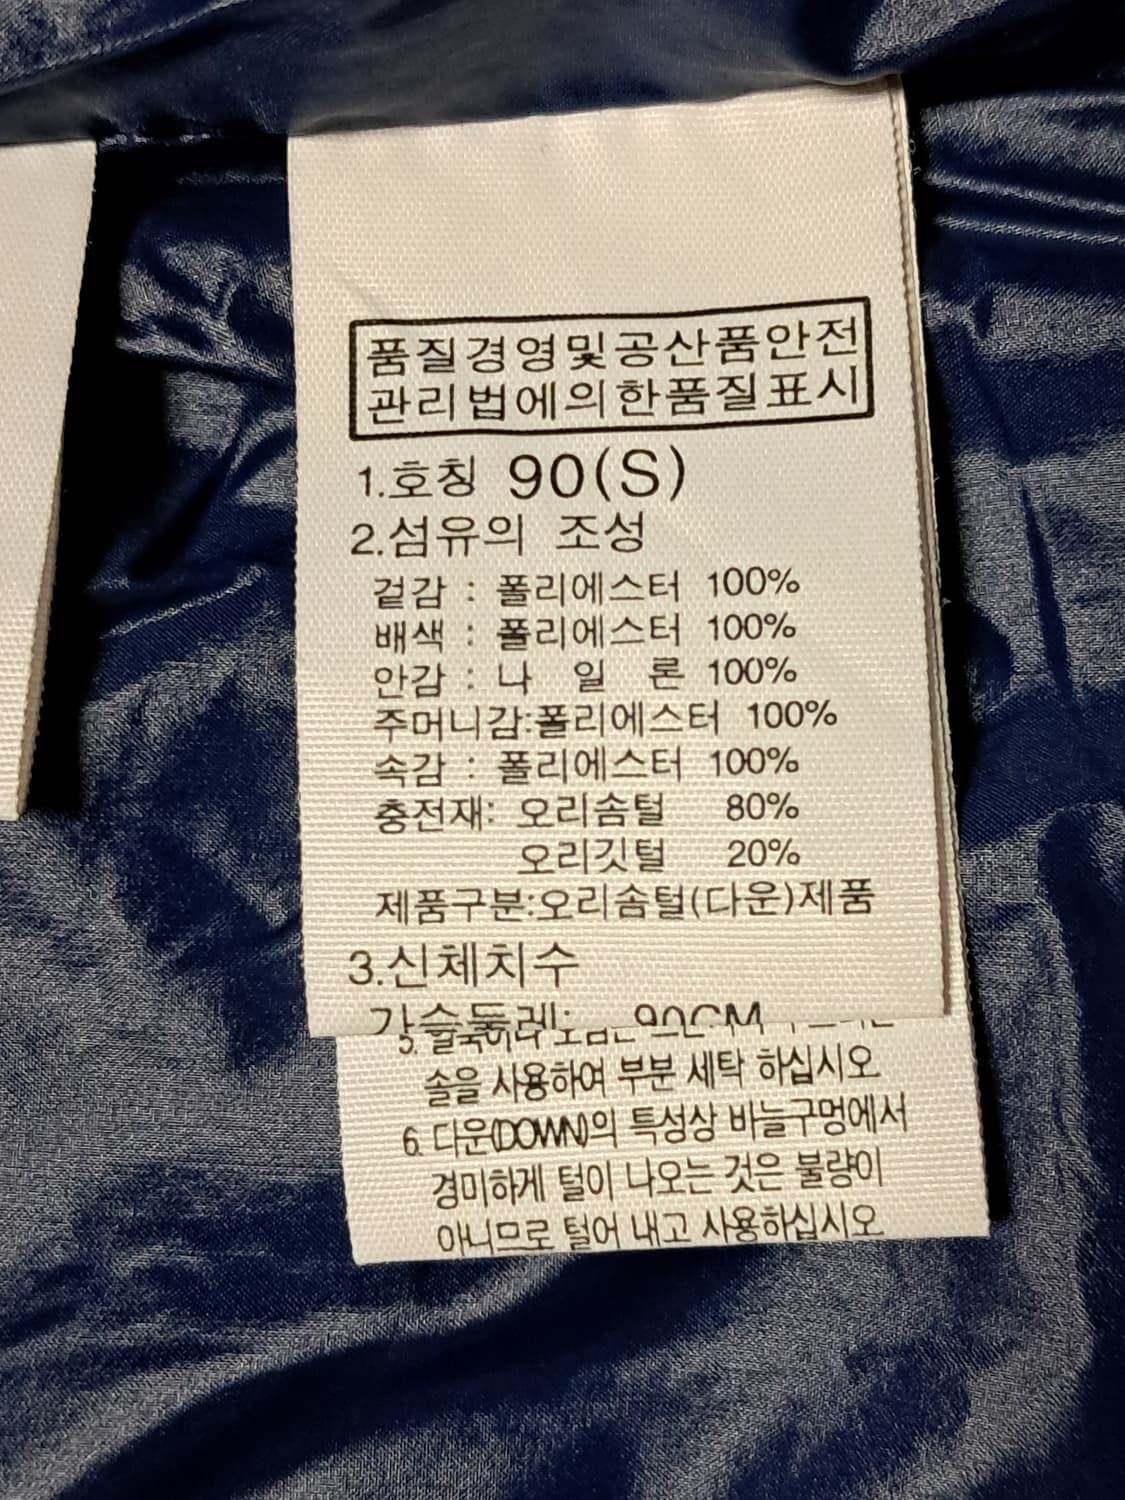 품질경영및공산품안전
관리법에의한품질표시
1.호칭 90(S)
2.섬유의 조성
겉감 : 폴리에스터 100%
배색 : 폴리에스터 100%
안감 : 나 일 론 100%
주머니감:폴리에스터 100%
속감 : 폴리에스터 100%
충전재: 오리솜털 80%
오리깃털 20%
제품구분:오리솜털(다운)제품
3.신체치수
가슴둘레: 90CM
5.
솔을 사용하여 부분 세탁 하십시오
6. 다운(DOWN)의 특성상 바늘구멍에서
경미하게 털이 나오는 것은 불량이
아니므로 털어 내고 사용하십시오